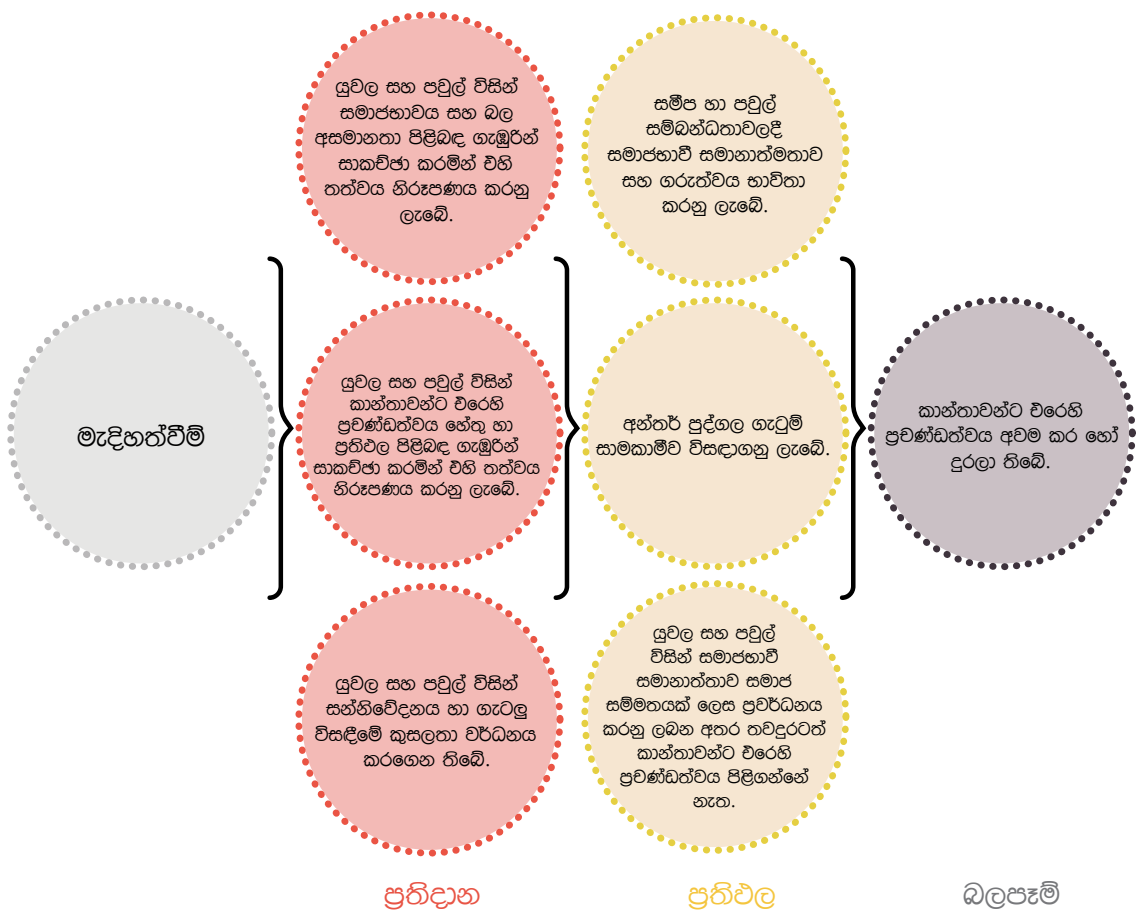 මැදිහත්වීම්
යුවල සහ පවුල් විසින්
සමාජභාවය සහ බල
අසමානතා පිළිබඳ ගැඹුරින්
සාකච්ඡා කරමින් එහි
තත්වය නිරූපණය කරනු
ලැබේ.
යුවල සහ පවුල් විසින්
කාන්තාවන්ට එරෙහි
ප්‍රචණ්ඩත්වය හේතු හා
ප්‍රතිඵල පිළිබඳ ගැඹුරින්
සාකච්ඡා කරමින් එහි තත්වය
නිරූපණය කරනු ලැබේ.
යුවල සහ පවුල් විසින්
සන්නිවේදනය හා ගැටලු
විසඳීමේ කුසලතා වර්ධනය
කරගෙන තිබේ.
සමීප හා පවුල්
සම්බන්ධතාවලදී
සමාජභාවී සමානාත්මතාව
සහ ගරුත්වය භාවිතා
කරනු ලැබේ.
අන්තර් පුද්ගල ගැටුම්
සාමකාමීව විසඳාගනු ලැබේ.
යුවල සහ පවුල්
විසින් සමාජභාවී
සමානාත්තාව සමාජ
සම්මතයක් ලෙස ප්‍රවර්ධනය
කරනු ලබන අතර තවදුරටත්
කාන්තාවන්ට එරෙහි
ප්‍රචණ්ඩත්වය පිළිගන්නේ
නැත.
කාන්තාවන්ට එරෙහි
ප්‍රචණ්ඩත්වය අවම කර හෝ
දුරලා තිබේ.
ප්‍රතිදාන
ප්‍රතිඵල
බලපෑම්